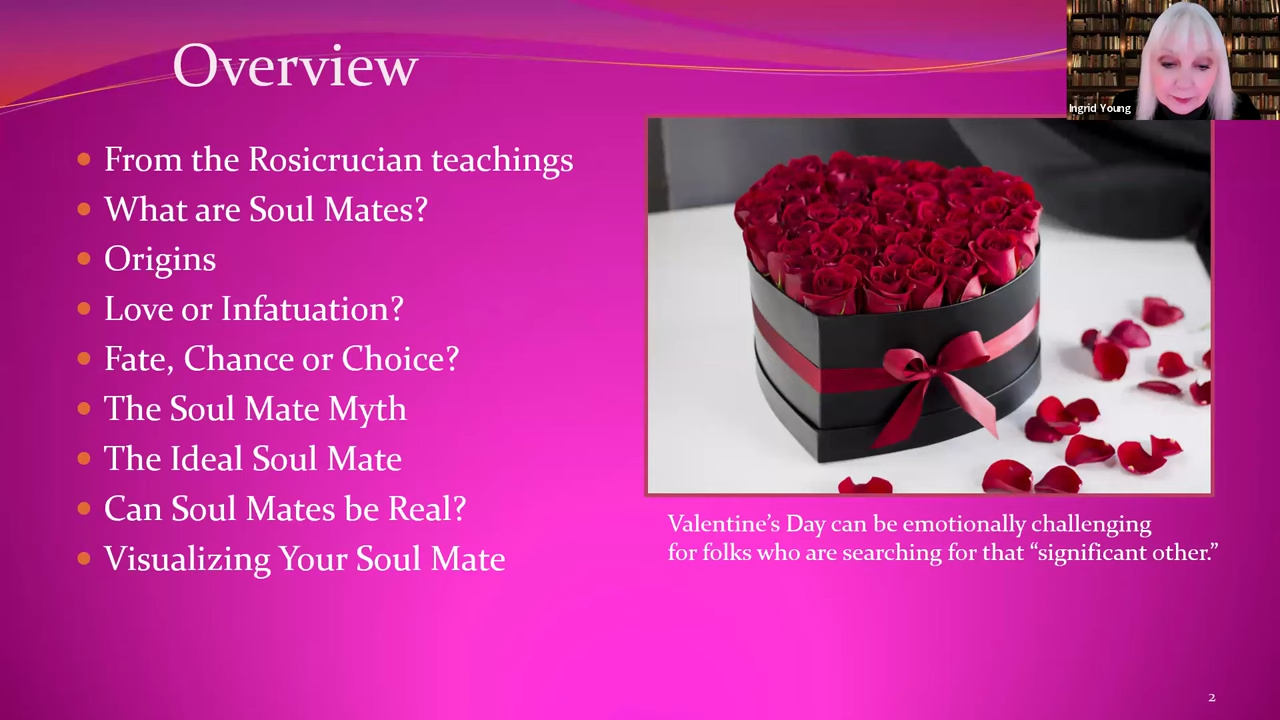 Overview
Ingrid Young
From the Rosicrucian teachings
What are Soul Mates?
Origins
Love or Infatuation?
Fate, Chance or Choice?
The Soul Mate Myth
The Ideal Soul Mate
Can Soul Mates be Real?
Visualizing Your Soul Mate
Valentine’s Day can be emotionally challenging
for folks who are searching for that “significant other.”
2